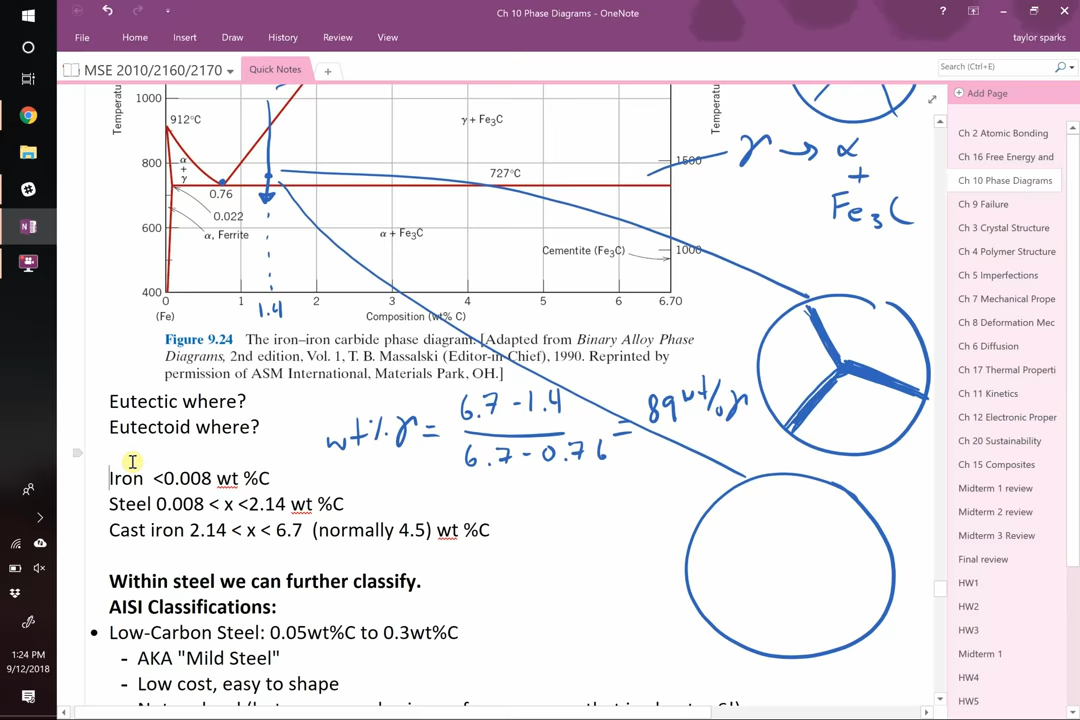 Ch 10 Phase Diagrams - OneNote
?
File
Home
Insert
Draw
History
Review
View
taylor sparks
MSE 2010/2160/2170
Quick Notes
+
Search (Ctrl+E)
Add Page
Ch 2 Atomic Bonding
Ch 16 Free Energy and
Ch 10 Phase Diagrams
Ch 9 Failure
Ch 3 Crystal Structure
Ch 4 Polymer Structure
Ch 5 Imperfections
Ch 7 Mechanical Prope
Ch 8 Deformation Mec
Ch 6 Diffusion
Ch 17 Thermal Properti
Ch 11 Kinetics
Ch 12 Electronic Proper
Ch 20 Sustainability
Ch 15 Composites
Midterm 1 review
Midterm 2 review
Midterm 3 Review
Final review
HW1
HW2
HW3
Midterm 1
HW4
HW5
Temperatu
1000
800
600
400
912°C
α
+
γ
0.76
0.022
α, Ferrite
γ + Fe₃C
727°C
α + Fe₃C
Cementite (Fe₃C)
Temperatu
1500
1000
0
1
2
3
4
5
6
6.70
(Fe)
Composition (wt% C)
1.4
γ → α
+
Fe₃C
Figure 9.24 The iron–iron carbide phase diagram. [Adapted from Binary Alloy Phase
Diagrams, 2nd edition, Vol. 1, T. B. Massalski (Editor-in-Chief), 1990. Reprinted by
permission of ASM International, Materials Park, OH.]
Eutectic where?
Eutectoid where?
wt% γ = 6.7 - 1.4
6.7 - 0.76
= 89 wt% γ
Iron <0.008 wt %C
Steel 0.008 < x <2.14 wt %C
Cast iron 2.14 < x < 6.7 (normally 4.5) wt %C
Within steel we can further classify.
AISI Classifications:
• Low-Carbon Steel: 0.05wt%C to 0.3wt%C
- AKA "Mild Steel"
- Low cost, easy to shape
1:24 PM
9/12/2018